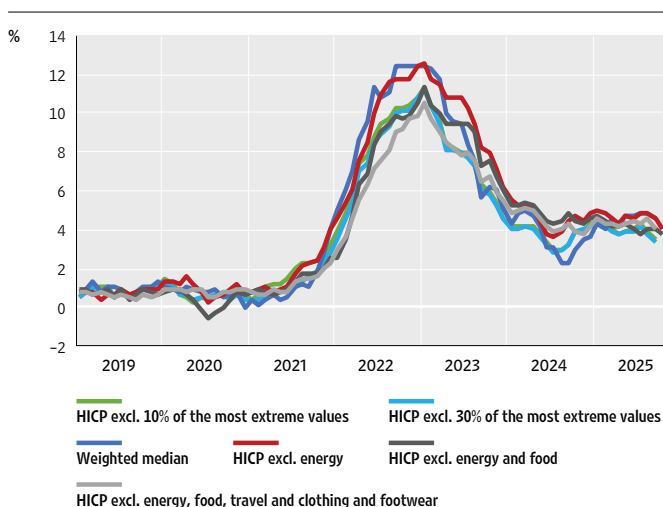 %
14
12
10
8
6
4
2
0
–2
2019 2020 2021 2022 2023 2024 2025
HICP excl. 10% of the most extreme values HICP excl. 30% of the most extreme values
Weighted median HICP excl. energy HICP excl. energy and food
HICP excl. energy, food, travel and clothing and footwear